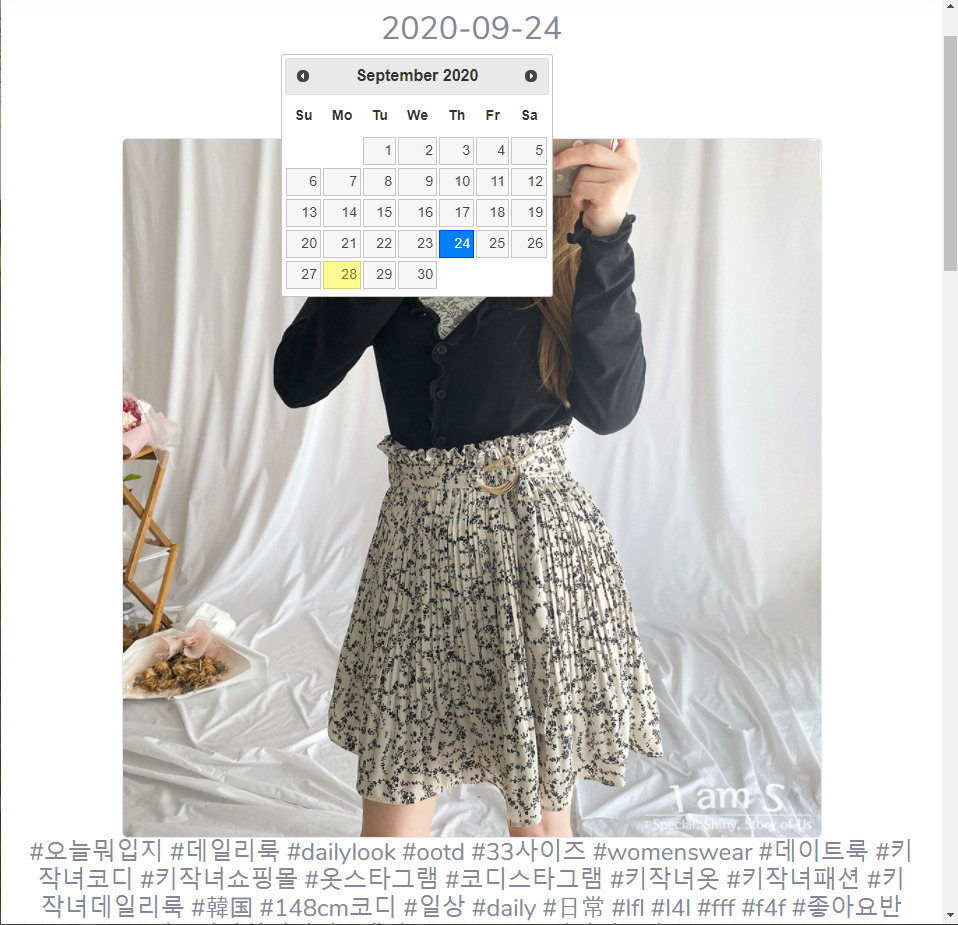 2020-09-24
September 2020
Su Mo Tu We Th Fr Sa
1 2 3 4 5
6 7 8 9 10 11 12
13 14 15 16 17 18 19
20 21 22 23 24 25 26
27 28 29 30
I am S
: Special, Shiny, Story of Us
#오늘뭐입지 #데일리룩 #dailylook #ootd #33사이즈 #womenswear #데이트룩 #키
작녀코디 #키작녀쇼핑몰 #옷스타그램 #코디스타그램 #키작녀옷 #키작녀패션 #키
작녀데일리룩 #韓国 #148cm코디 #일상 #daily #日常 #lfl #l4l #fff #f4f #좋아요반